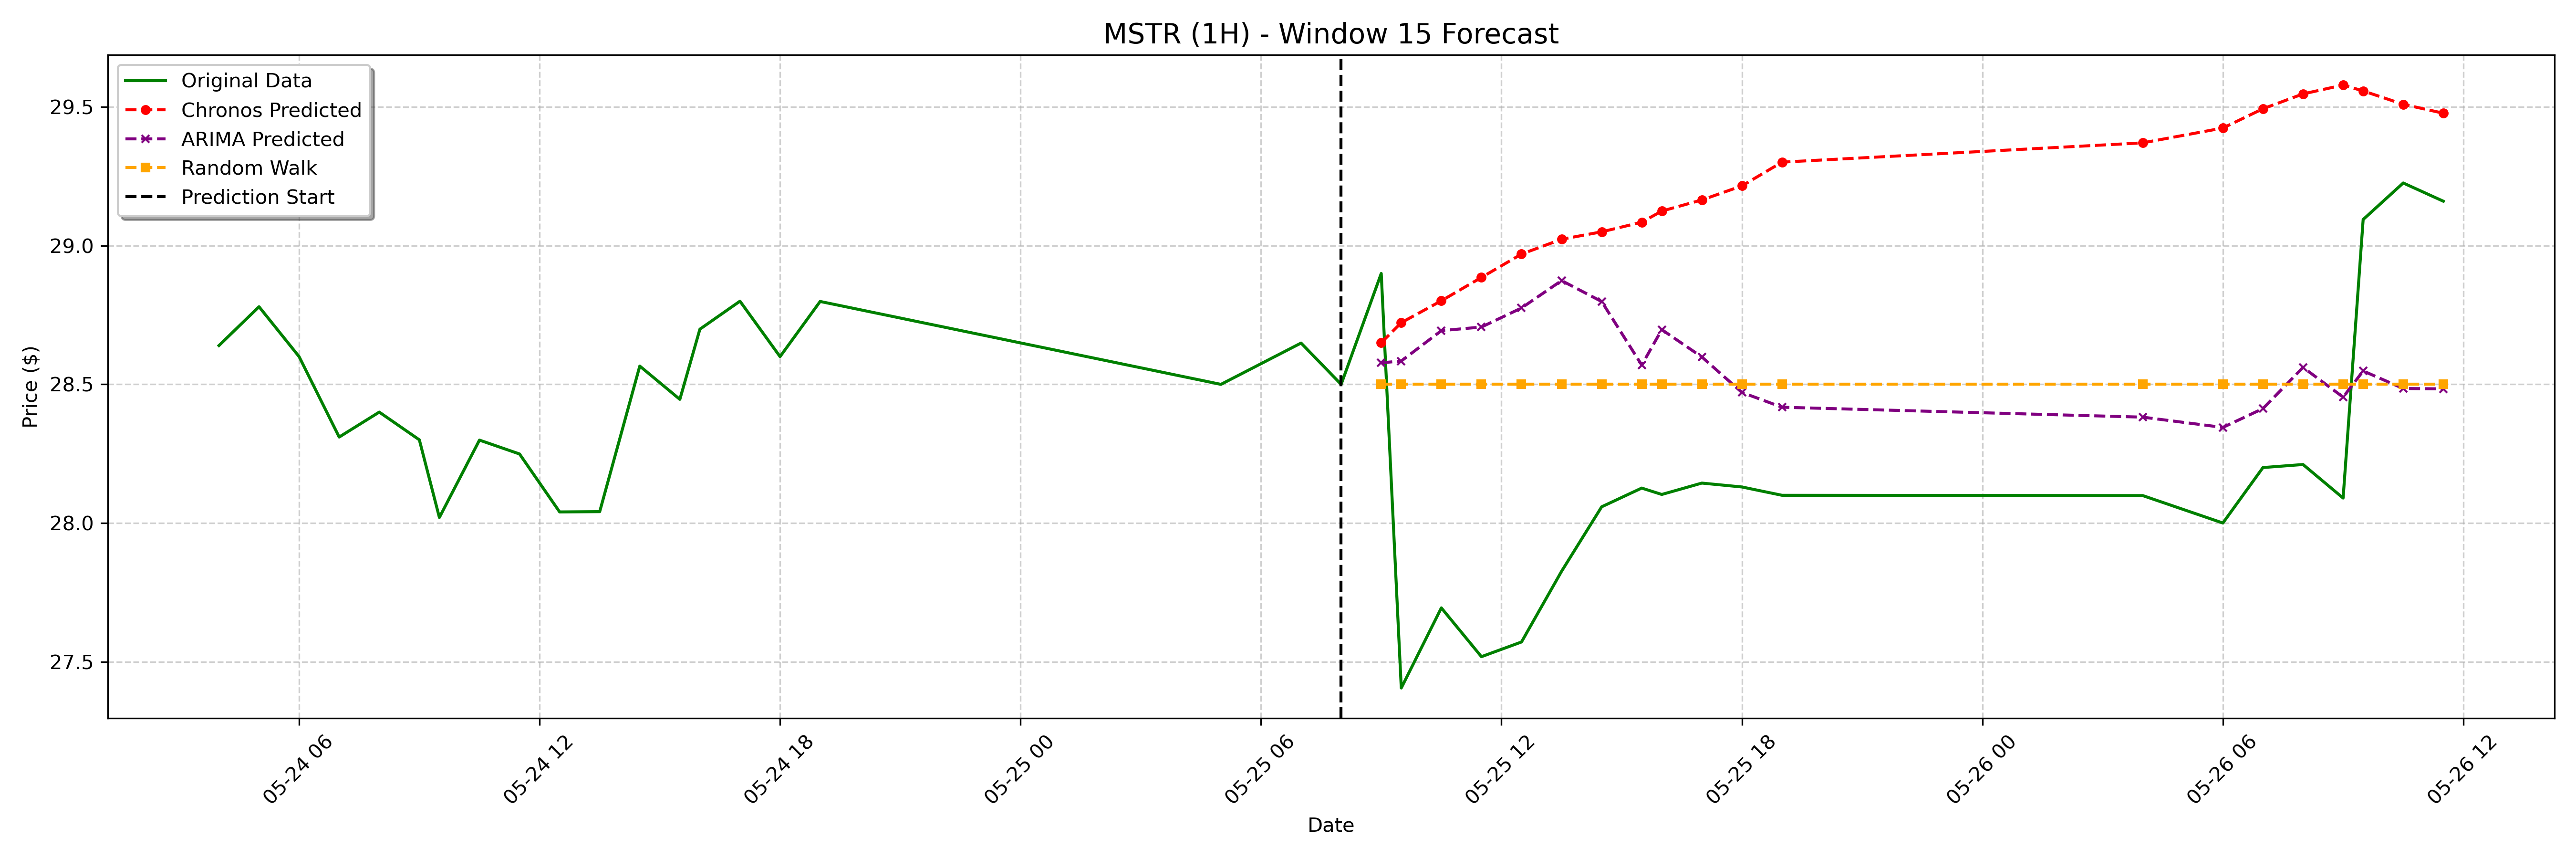 MSTR (1H) - Window 15 Forecast
Original Data
Chronos Predicted
ARIMA Predicted
Random Walk
Prediction Start
Price ($)
29.5
29.0
28.5
28.0
27.5
05-24 06
05-24 12
05-24 18
05-25 00
05-25 06
05-25 12
05-25 18
05-26 00
05-26 06
05-26 12
Date